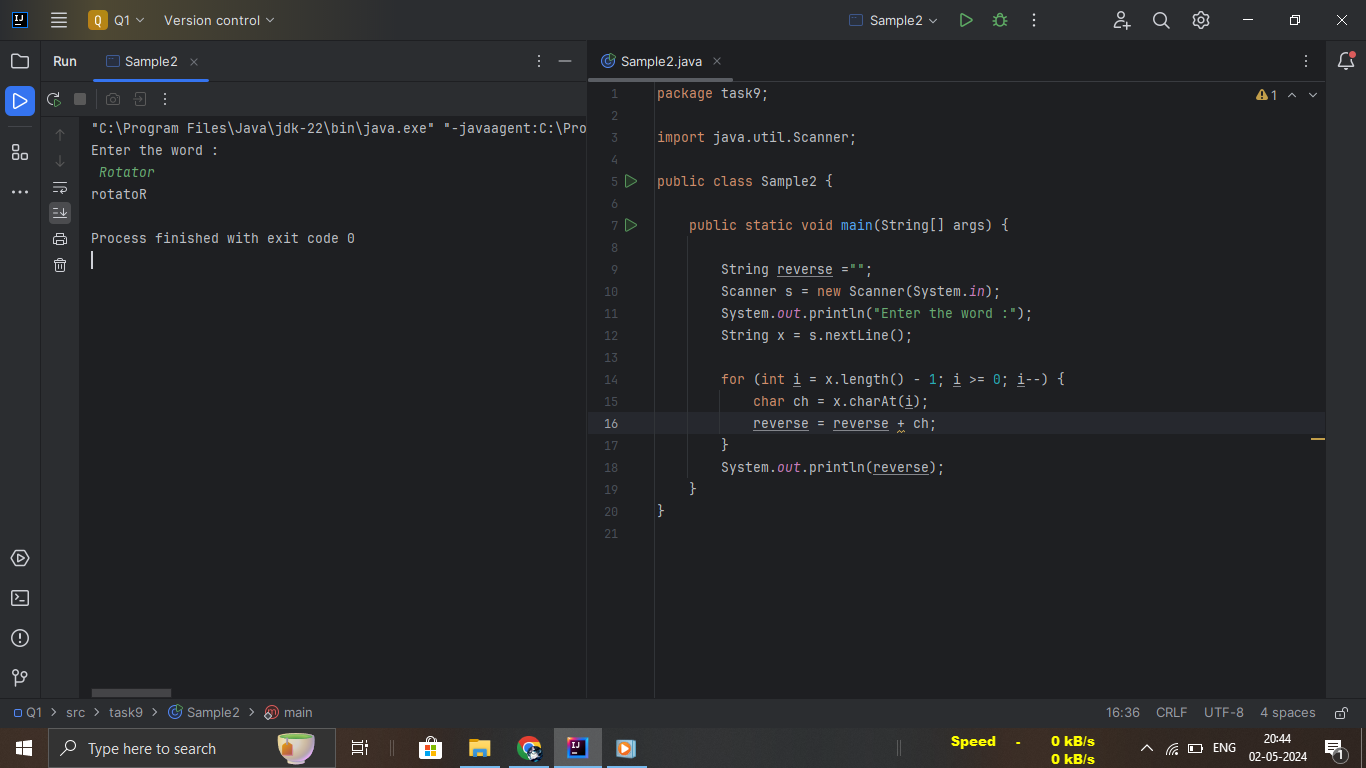 Q Q1 Version control Sample2
Run Sample2
Sample2.java
"C:\Program Files\Java\jdk-22\bin\java.exe" "-javaagent:C:\Pro
Enter the word :
Rotator
rotatoR
Process finished with exit code 0
1 package task9;
2
3 import java.util.Scanner;
4
5 public class Sample2 {
6
7 public static void main(String[] args) {
8
9 String reverse ="";
10 Scanner s = new Scanner(System.in);
11 System.out.println("Enter the word :");
12 String x = s.nextLine();
13
14 for (int i = x.length() - 1; i >= 0; i--) {
15 char ch = x.charAt(i);
16 reverse = reverse + ch;
17 }
18 System.out.println(reverse);
19 }
20 }
21
1
Q1 > src > task9 > Sample2 > main
16:36 CRLF UTF-8 4 spaces
Type here to search
Speed - 0 kB/s
0 kB/s
ENG
20:44
02-05-2024
1